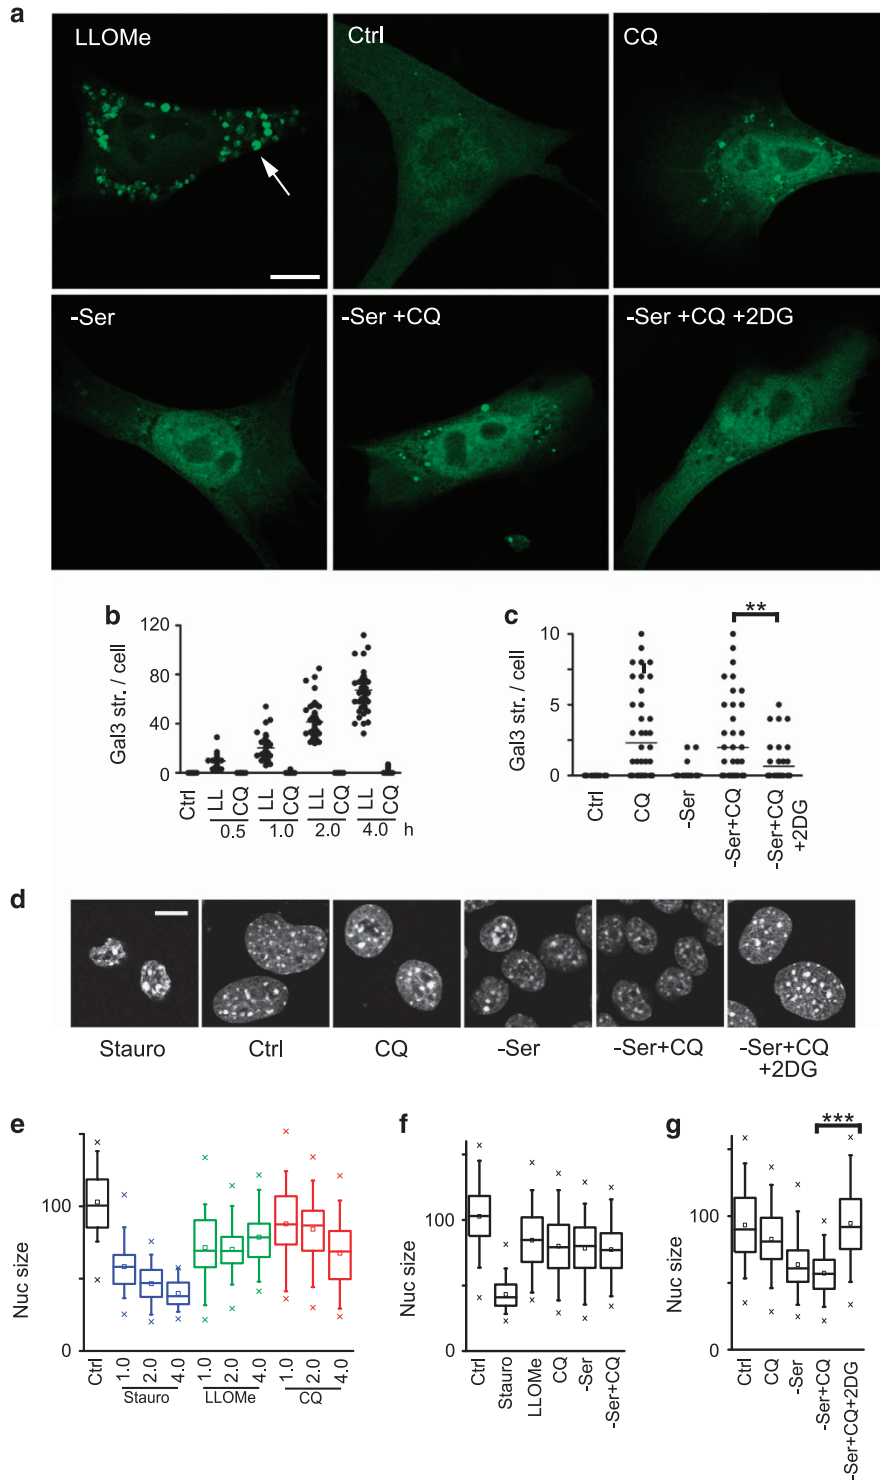 a
LLOMe
Ctrl
CQ
-Ser
-Ser +CQ
-Ser +CQ +2DG
b
Gal3 str. / cell
120
80
40
0
Ctrl
LL
CQ
LL
CQ
LL
CQ
LL
CQ
0.5
1.0
2.0
4.0
h
c
Gal3 str. / cell
10
5
0
**
Ctrl
CQ
-Ser
-Ser+CQ
-Ser+CQ
+2DG
d
Stauro
Ctrl
CQ
-Ser
-Ser+CQ
-Ser+CQ
+2DG
e
Nuc size
100
0
Ctrl
1.0
2.0
4.0
1.0
2.0
4.0
1.0
2.0
4.0
Stauro
LLOMe
CQ
f
Nuc size
100
0
Ctrl
Stauro
LLOMe
CQ
-Ser
-Ser+CQ
g
Nuc size
100
0
***
Ctrl
CQ
-Ser
-Ser+CQ
-Ser+CQ+2DG